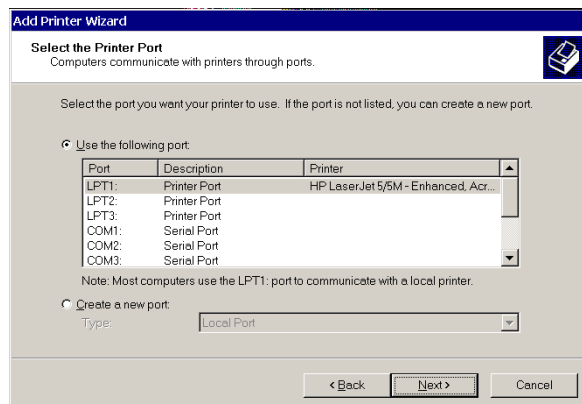 Add Printer Wizard
Select the Printer Port
Computers communicate with printers through ports.
Select the port you want your printer to use. If the port is not listed, you can create a new port.
Use the following port:
Port Description Printer
LPT1: Printer Port HP LaserJet 5/5M - Enhanced, Acr...
LPT2: Printer Port
LPT3: Printer Port
COM1: Serial Port
COM2: Serial Port
COM3: Serial Port
Note: Most computers use the LPT1: port to communicate with a local printer.
Create a new port:
Type: Local Port
< Back Next > Cancel